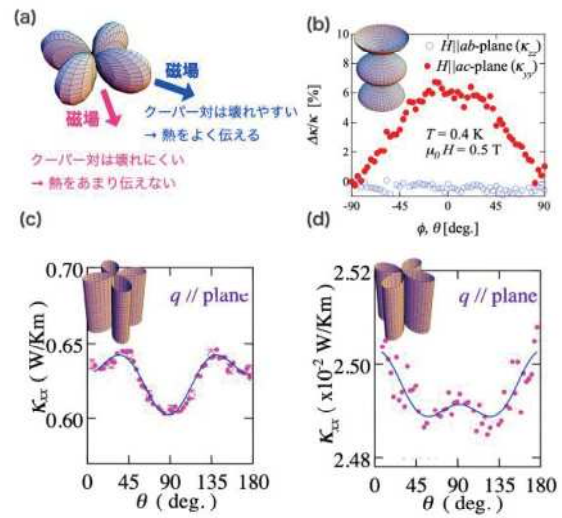 (a)
磁場
クーパー対は壊れやすい
→ 熱をよく伝える
磁場
クーパー対は壊れにくい
→ 熱をあまり伝えない
(b)
H||ab-plane (κzz)
H||ac-plane (κyy)
Δκ/κ [%]
10
8
6
4
2
0
T = 0.4 K
μ0 H = 0.5 T
-90 -45 0 45 90
ϕ, θ [deg.]
(c)
q // plane
κxx ( W/Km )
0.70
0.65
0.60
0 45 90 135 180
θ ( deg. )
(d)
q // plane
κxx ( x10-2 W/Km )
2.52
2.50
2.48
0 45 90 135 180
θ ( deg. )